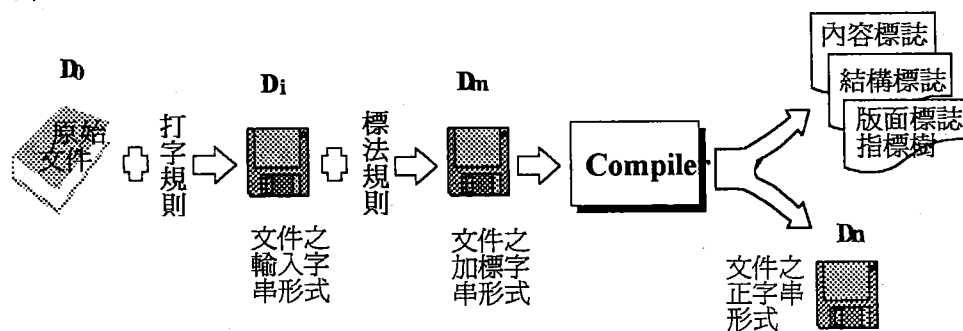 D0
原始
文件
打字規則
Di
文件之
輸入字
串形式
標法規則
Dm
文件之
加標字
串形式
Compiler
內容標誌
結構標誌
版面標誌
指標樹
Dn
文件之
正字串
形式